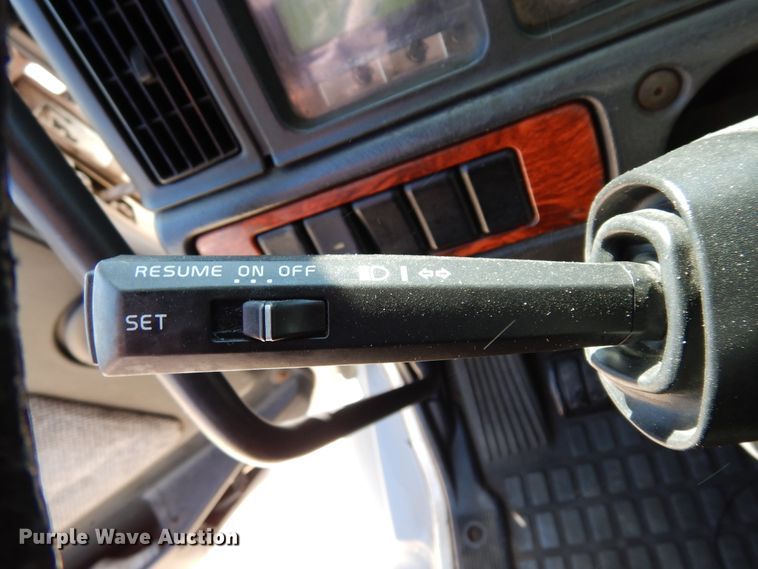 RESUME ON OFF
SET
Purple Wave Auction